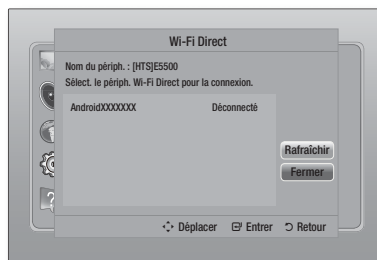 Wi-Fi Direct
Nom du périph. : [HTS]E5500
Sélect. le périph. Wi-Fi Direct pour la connexion.
AndroidXXXXXXX Déconnecté
Rafraîchir
Fermer
Déplacer Entrer Retour